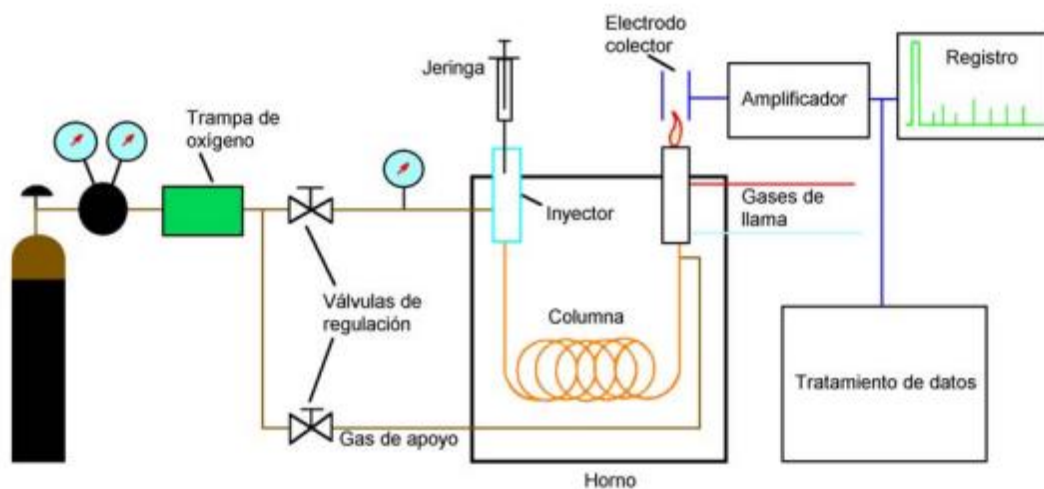 Electrodo
colector
Jeringa
Registro
Amplificador
Trampa de
oxígeno
Inyector
Gases de
llama
Válvulas de
regulación
Columna
Tratamiento de datos
Gas de apoyo
Horno